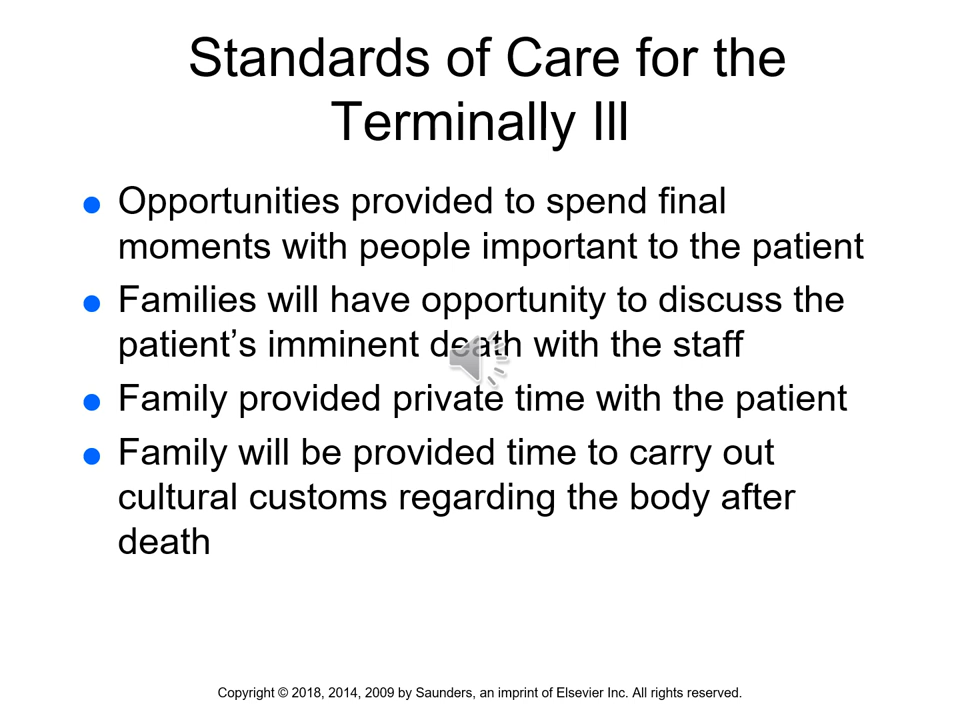 Standards of Care for the
Terminally Ill
Opportunities provided to spend final
moments with people important to the patient
Families will have opportunity to discuss the
patient’s imminent death with the staff
Family provided private time with the patient
Family will be provided time to carry out
cultural customs regarding the body after
death
Copyright © 2018, 2014, 2009 by Saunders, an imprint of Elsevier Inc. All rights reserved.